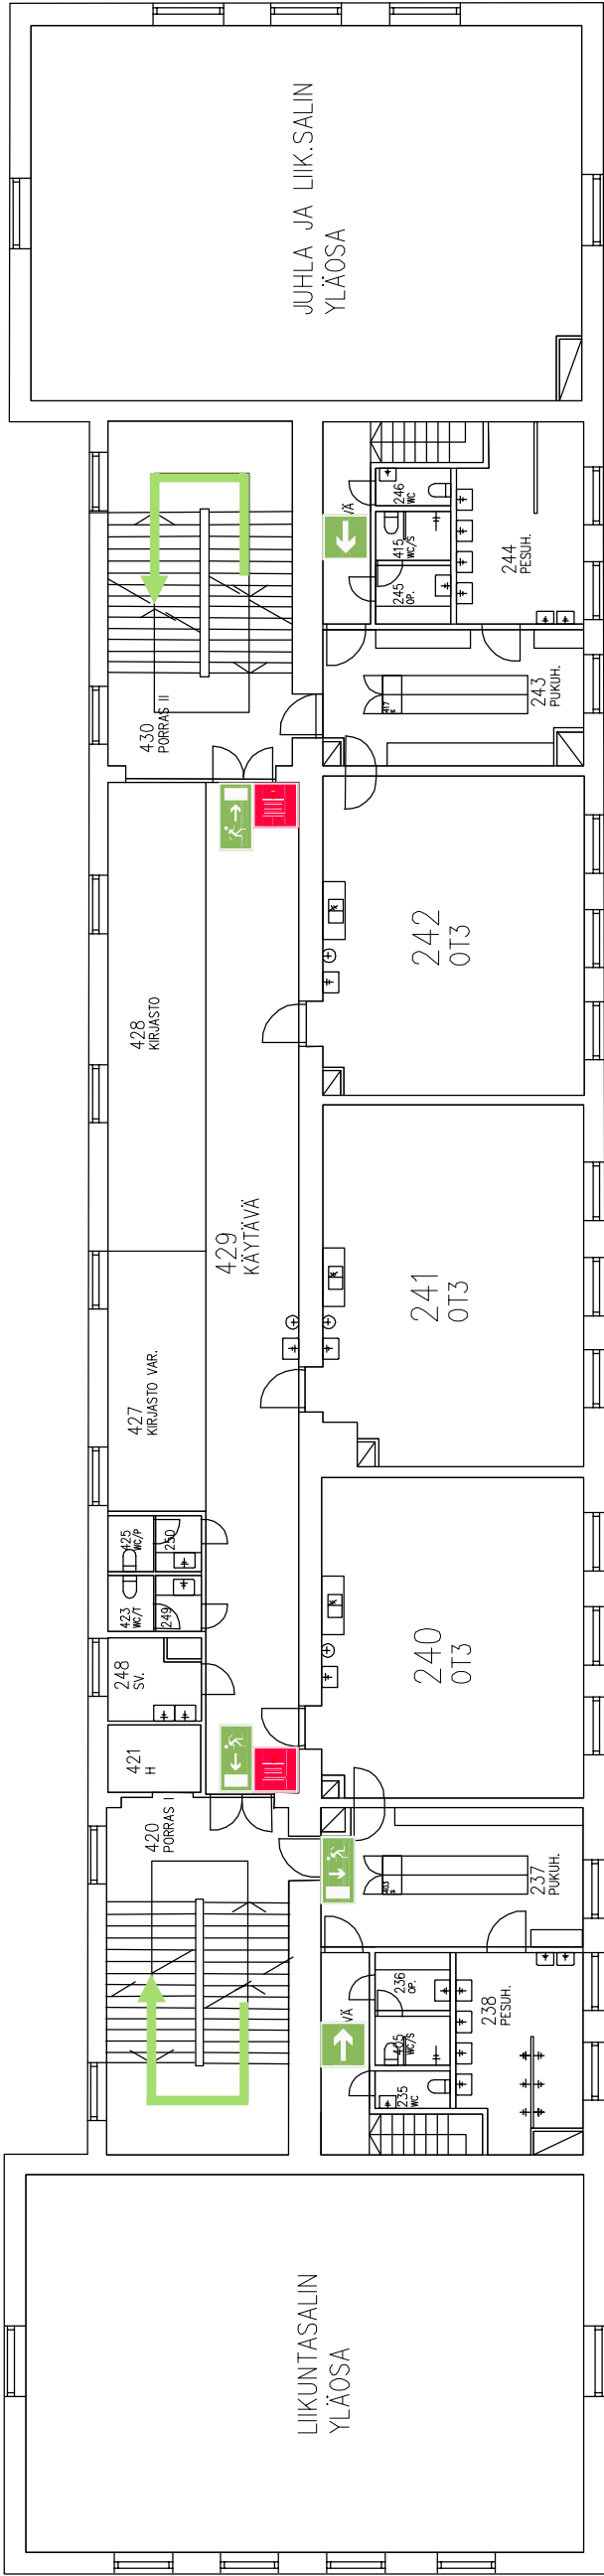 JUHLA JA LIIK.SALIN
YLÄOSA
430
PORRAS II
VÄ
246
WC
415
WC/S
245
OP.
244
PESUH.
417
S
243
PUKUH.
428
KIRJASTO
242
OT3
429
KÄYTÄVÄ
241
OT3
427
KIRJASTO VAR.
425
WC/P
250
423
WC/T
249
248
SV.
421
H
240
OT3
420
PORRAS I
403
S
237
PUKUH.
VÄ
236
OP.
405
WC/S
235
WC
238
PESUH.
LIIKUNTASALIN
YLÄOSA